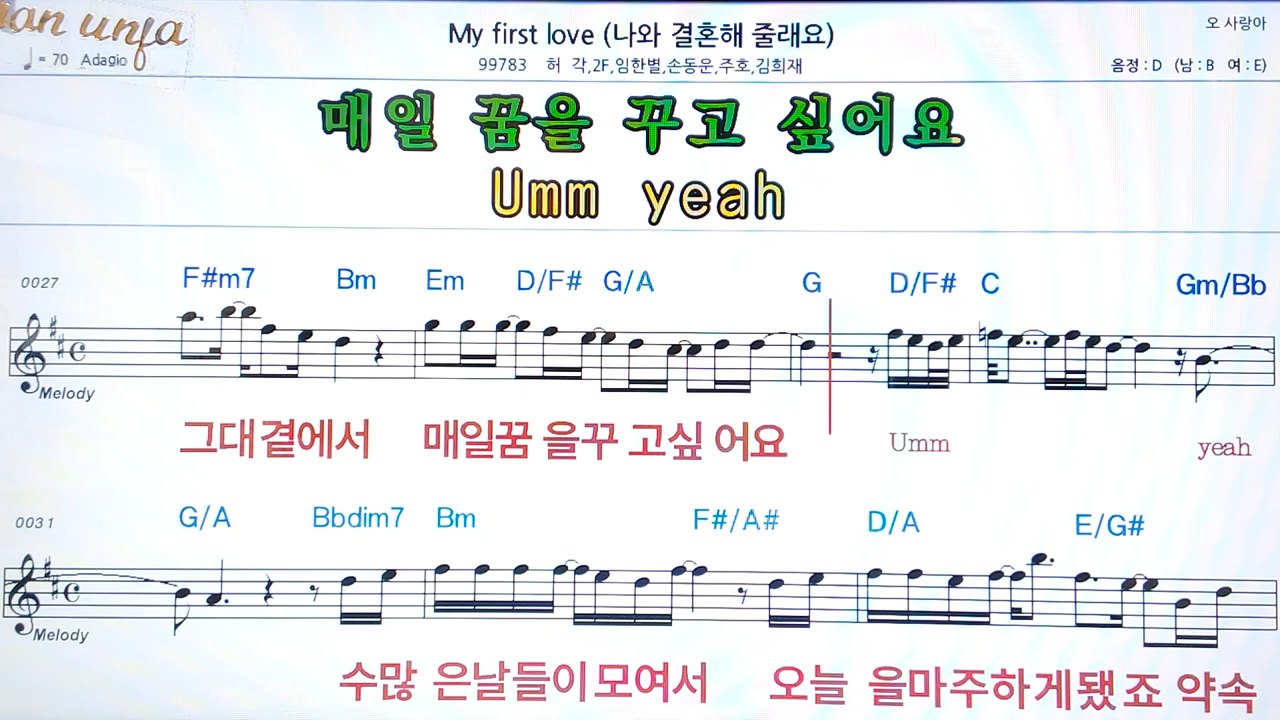 ♩= 70 Adagio
My first love (나와 결혼해 줄래요)
오 사랑아
99783 허 각,2F,임한별,손동운,주호,김희재
음정 : D (남 : B 여 : E)
매일 꿈을 꾸고 싶어요
Umm yeah
0027 F#m7 Bm Em D/F# G/A G D/F# C Gm/Bb
Melody
그대곁에서 매일꿈 을꾸 고싶 어요 Umm yeah
0031 G/A Bbdim7 Bm F#/A# D/A E/G#
Melody
수많 은날들이모여서 오늘 을마주하게됐죠 약속